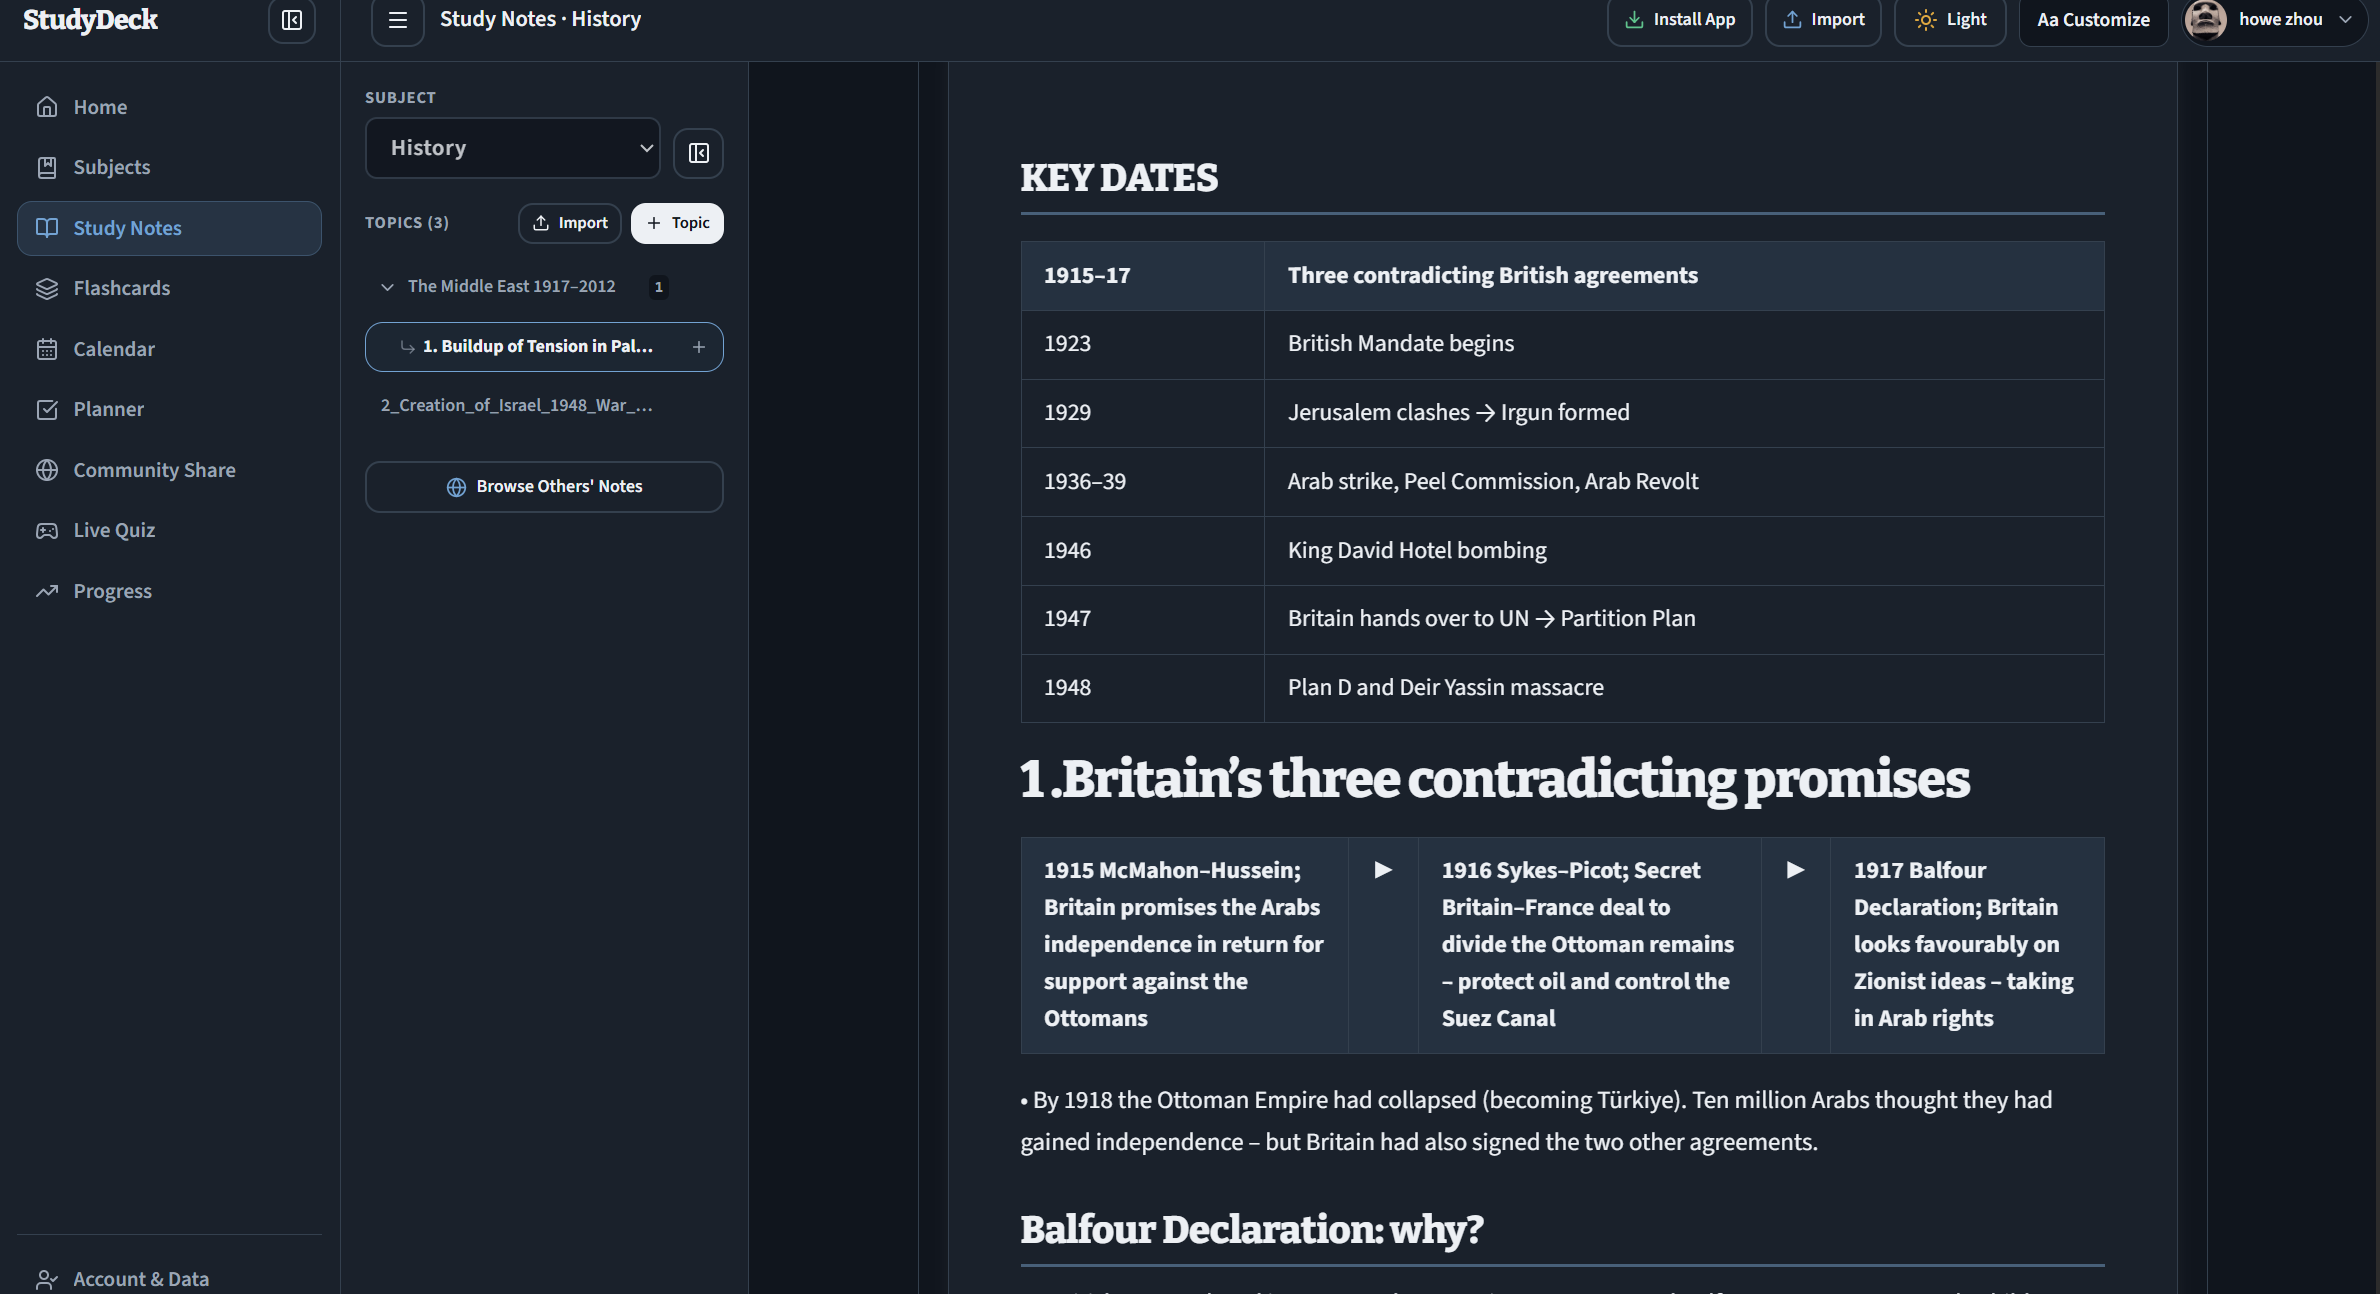 StudyDeck
Study Notes · History
Install App
Import
Light
Aa Customize
howe zhou
Home
Subjects
Study Notes
Flashcards
Calendar
Planner
Community Share
Live Quiz
Progress
Account & Data
SUBJECT
History
TOPICS (3)
Import
+ Topic
The Middle East 1917–2012 1
1. Buildup of Tension in Pal... +
2_Creation_of_Israel_1948_War_...
Browse Others' Notes
KEY DATES
1915–17 Three contradicting British agreements
1923 British Mandate begins
1929 Jerusalem clashes → Irgun formed
1936–39 Arab strike, Peel Commission, Arab Revolt
1946 King David Hotel bombing
1947 Britain hands over to UN → Partition Plan
1948 Plan D and Deir Yassin massacre
1.Britain’s three contradicting promises
1915 McMahon–Hussein;
Britain promises the Arabs
independence in return for
support against the
Ottomans
▶
1916 Sykes–Picot; Secret
Britain–France deal to
divide the Ottoman remains
– protect oil and control the
Suez Canal
▶
1917 Balfour
Declaration; Britain
looks favourably on
Zionist ideas – taking
in Arab rights
• By 1918 the Ottoman Empire had collapsed (becoming Türkiye). Ten million Arabs thought they had
gained independence – but Britain had also signed the two other agreements.
Balfour Declaration: why?